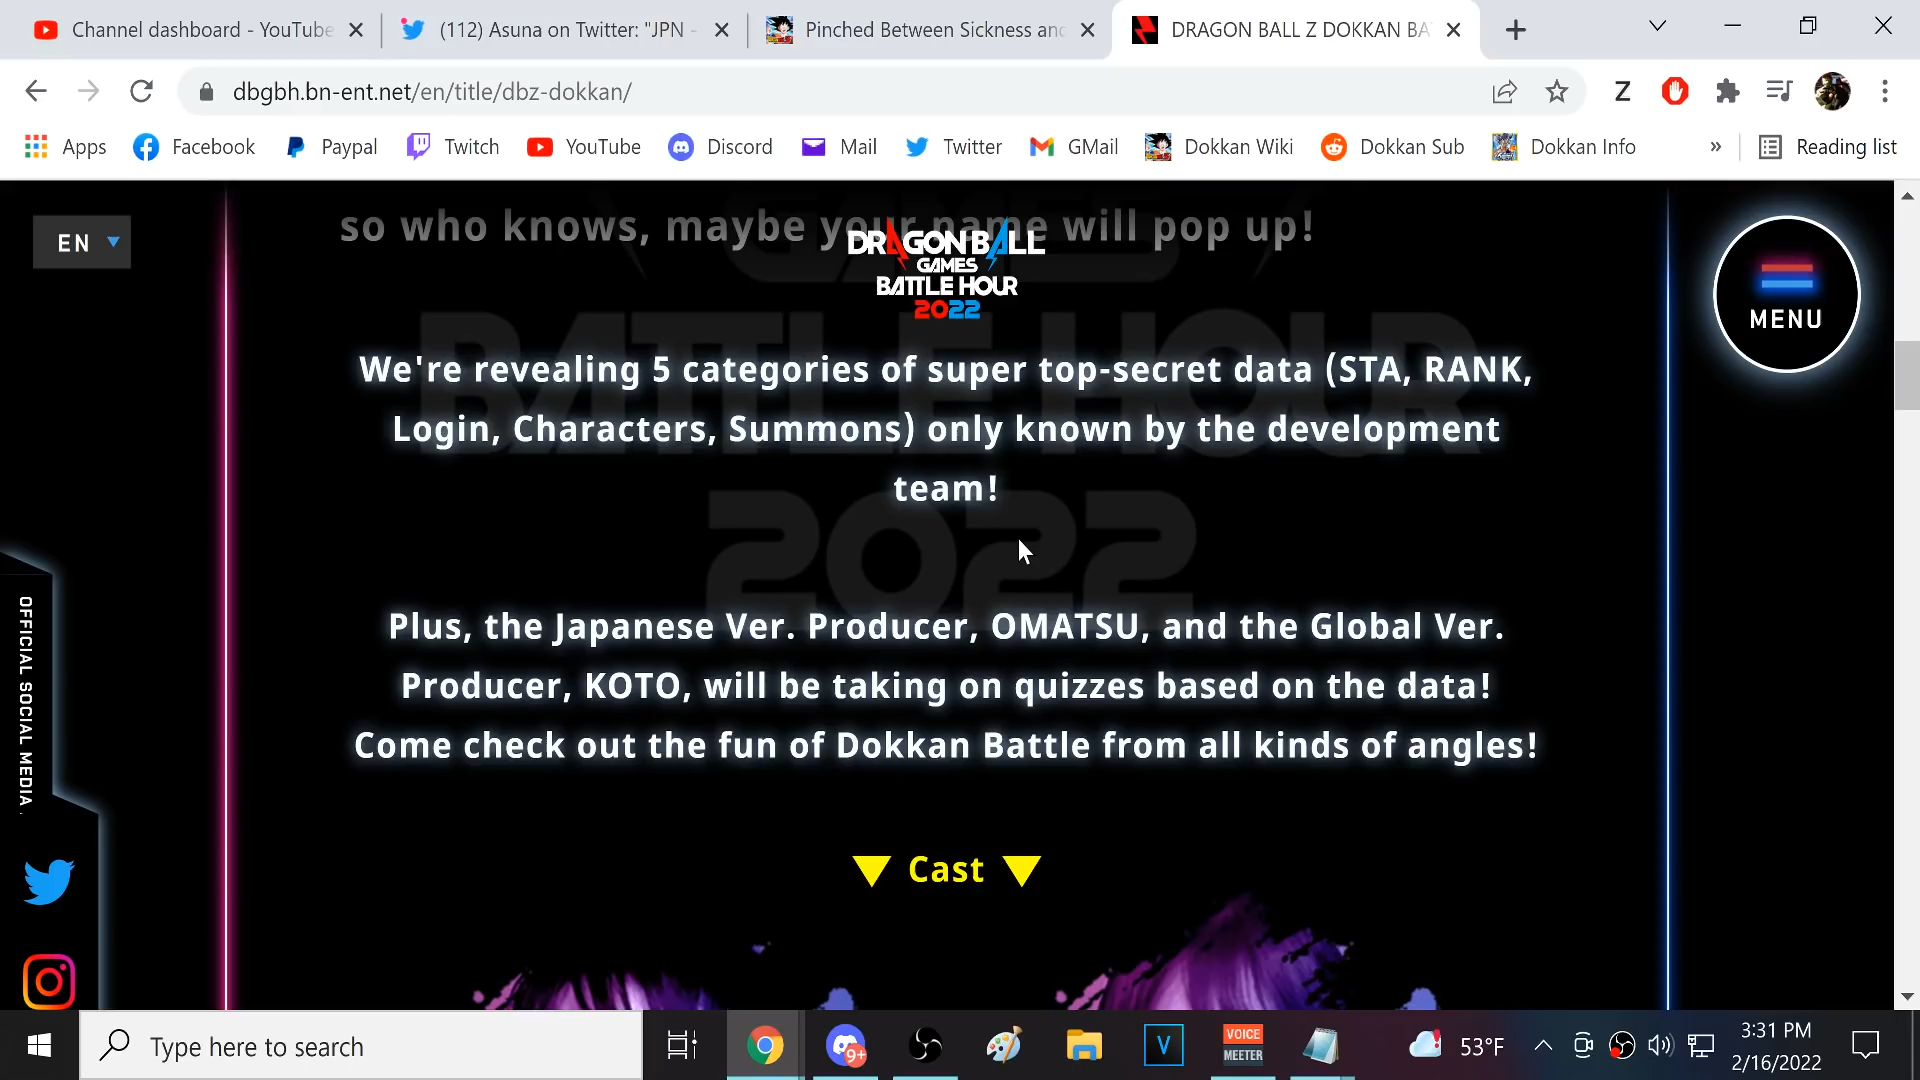 Channel dashboard - YouTube
(112) Asuna on Twitter: "JPN -
Pinched Between Sickness and
DRAGON BALL Z DOKKAN BA
dbgbh.bn-ent.net/en/title/dbz-dokkan/
Z
Apps
Facebook
Paypal
Twitch
YouTube
Discord
Mail
Twitter
GMail
Dokkan Wiki
Dokkan Sub
Dokkan Info
»
Reading list
EN
so who knows, maybe your name will pop up!
DRAGON BALL
GAMES
BATTLE HOUR
2022
MENU
GAMES
BATTLE HOUR
2022
We're revealing 5 categories of super top-secret data (STA, RANK,
Login, Characters, Summons) only known by the development
team!
Plus, the Japanese Ver. Producer, OMATSU, and the Global Ver.
Producer, KOTO, will be taking on quizzes based on the data!
Come check out the fun of Dokkan Battle from all kinds of angles!
Cast
OFFICIAL SOCIAL MEDIA
Type here to search
9+
V
VOICE
MEETER
53°F
3:31 PM
2/16/2022